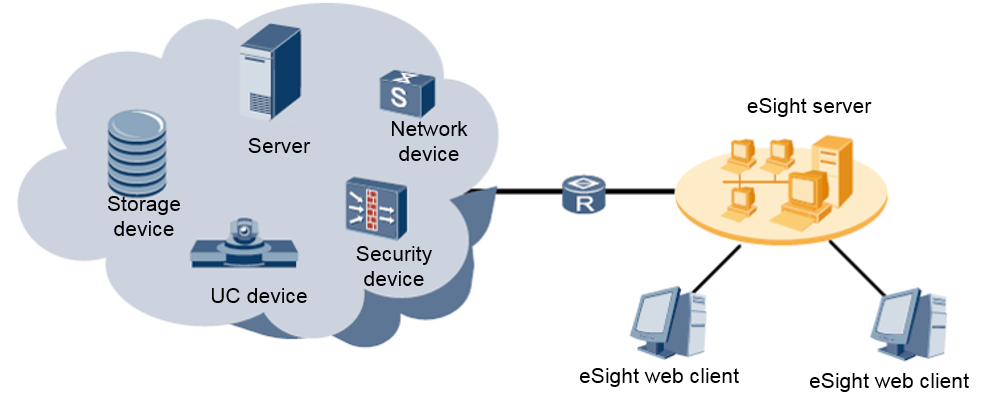 Server
Network
device
S
eSight server
Storage
device
R
Security
device
UC device
eSight web client
eSight web client